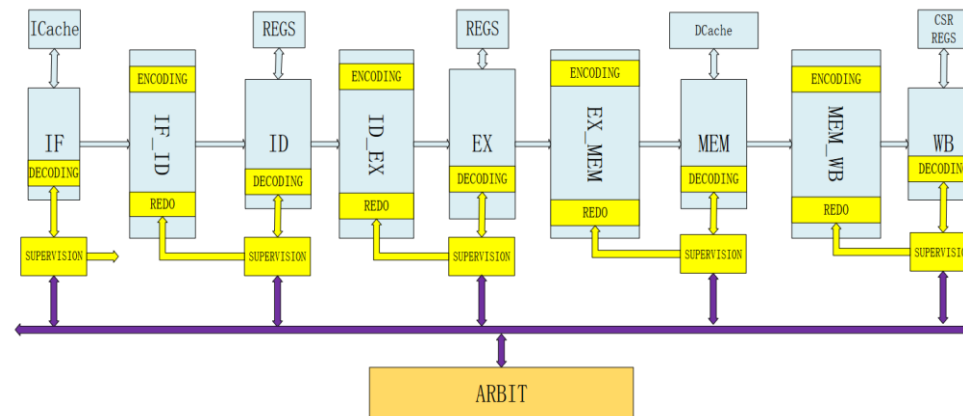 ICache
REGS
REGS
DCache
CSR
REGS
ENCODING
ENCODING
ENCODING
ENCODING
IF
IF_ID
ID
ID_EX
EX
EX_MEM
MEM
MEM_WB
WB
DECODING
DECODING
DECODING
DECODING
DECODING
REDO
REDO
REDO
REDO
SUPERVISION
SUPERVISION
SUPERVISION
SUPERVISION
SUPERVISION
ARBIT